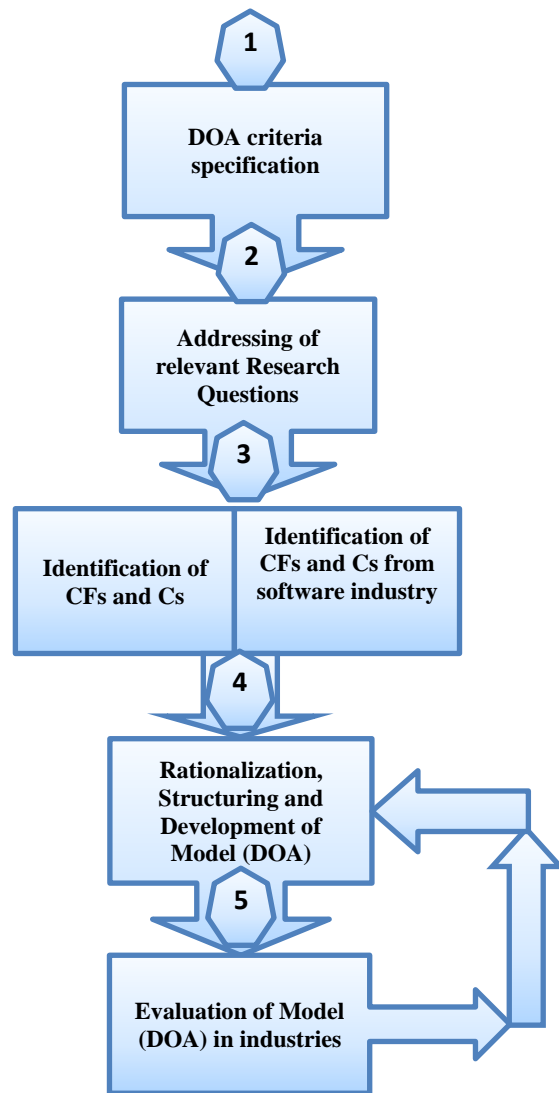 1
DOA criteria
specification
2
Addressing of
relevant Research
Questions
3
Identification of
CFs and Cs
Identification of
CFs and Cs from
software industry
4
Rationalization,
Structuring and
Development of
Model (DOA)
5
Evaluation of Model
(DOA) in industries